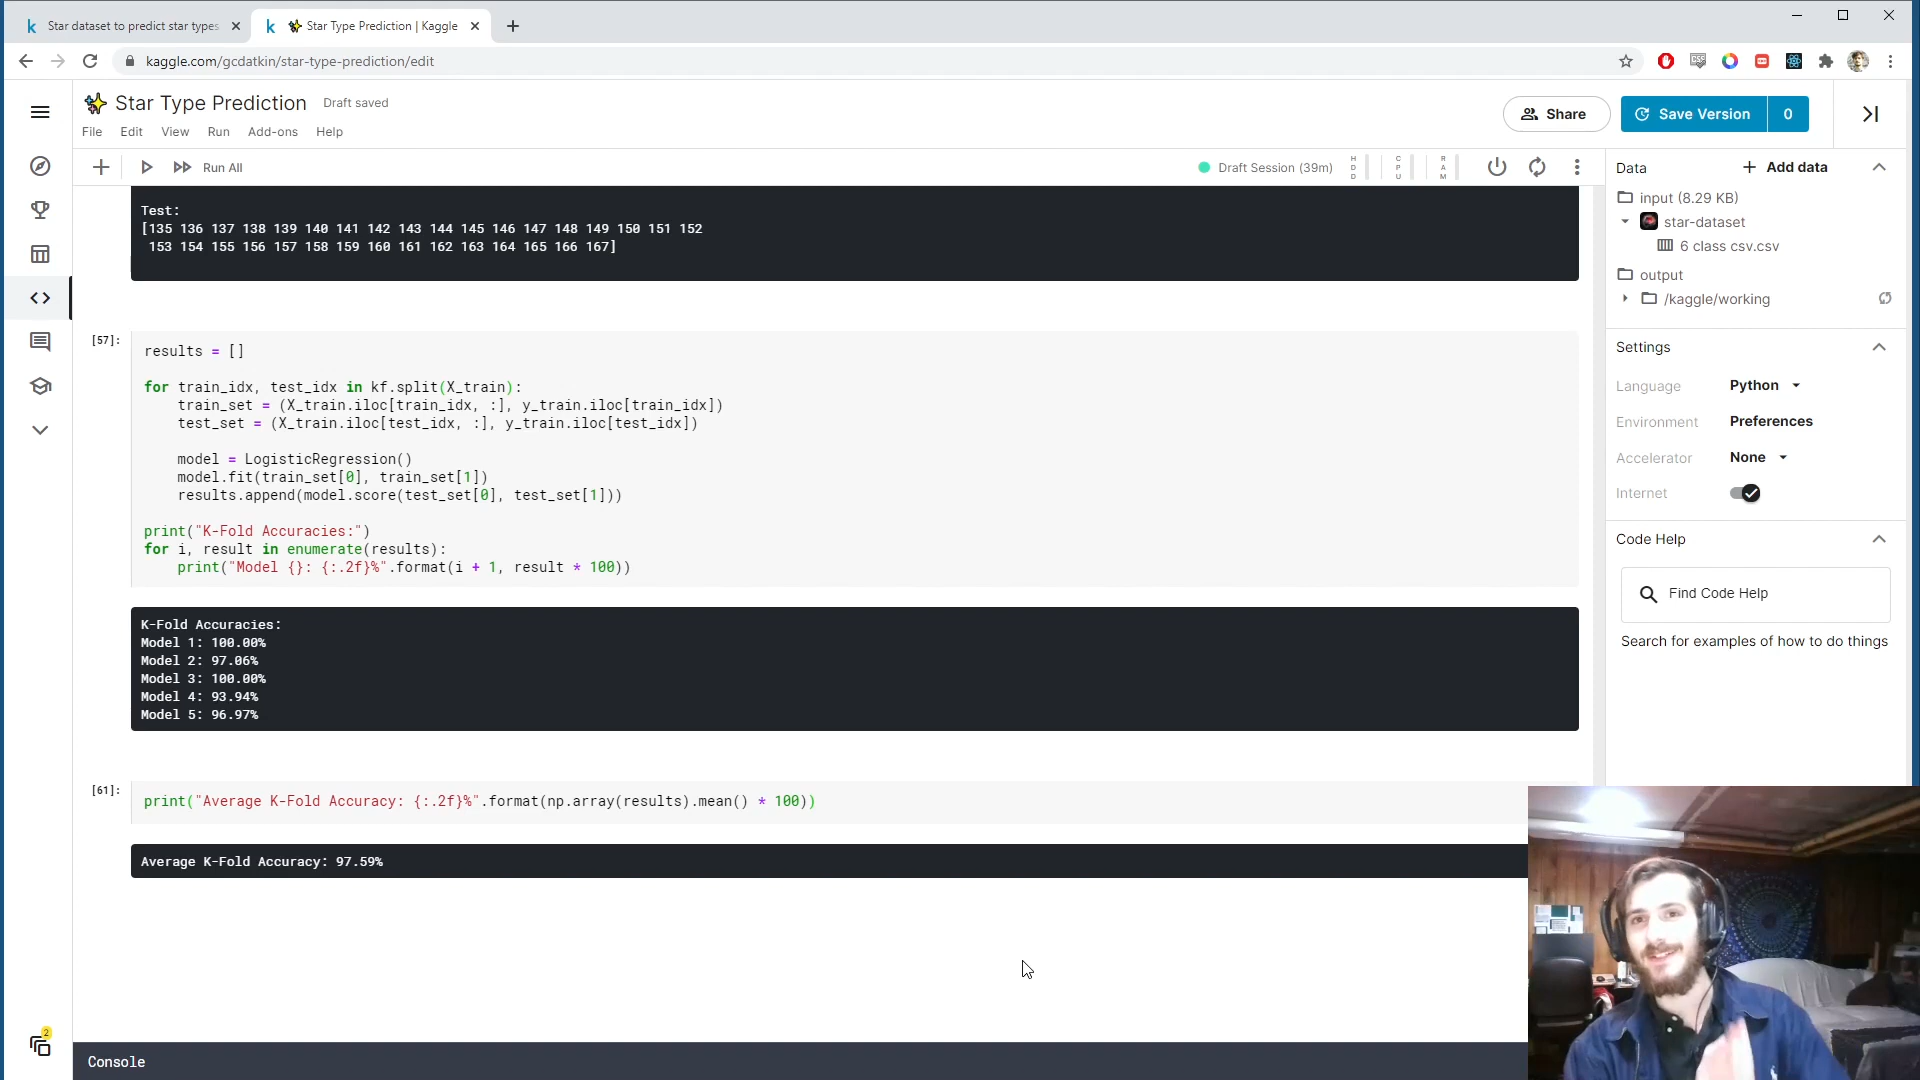 Star dataset to predict star types
Star Type Prediction | Kaggle
kaggle.com/gcdatkin/star-type-prediction/edit
Star Type Prediction
Draft saved
File Edit View Run Add-ons Help
Share
Save Version
0
Run All
Draft Session (39m)
HDD
CPU
RAM
Test:
[135 136 137 138 139 140 141 142 143 144 145 146 147 148 149 150 151 152
153 154 155 156 157 158 159 160 161 162 163 164 165 166 167]
[57]:
results = []
for train_idx, test_idx in kf.split(X_train):
train_set = (X_train.iloc[train_idx, :], y_train.iloc[train_idx])
test_set = (X_train.iloc[test_idx, :], y_train.iloc[test_idx])
model = LogisticRegression()
model.fit(train_set[0], train_set[1])
results.append(model.score(test_set[0], test_set[1]))
print("K-Fold Accuracies:")
for i, result in enumerate(results):
print("Model {}: {:.2f}%".format(i + 1, result * 100))
K-Fold Accuracies:
Model 1: 100.00%
Model 2: 97.06%
Model 3: 100.00%
Model 4: 93.94%
Model 5: 96.97%
[61]:
print("Average K-Fold Accuracy: {:.2f}%".format(np.array(results).mean() * 100))
Average K-Fold Accuracy: 97.59%
Console
2
Data
Add data
input (8.29 KB)
star-dataset
6 class csv.csv
output
/kaggle/working
Settings
Language Python
Environment Preferences
Accelerator None
Internet
Code Help
Find Code Help
Search for examples of how to do things